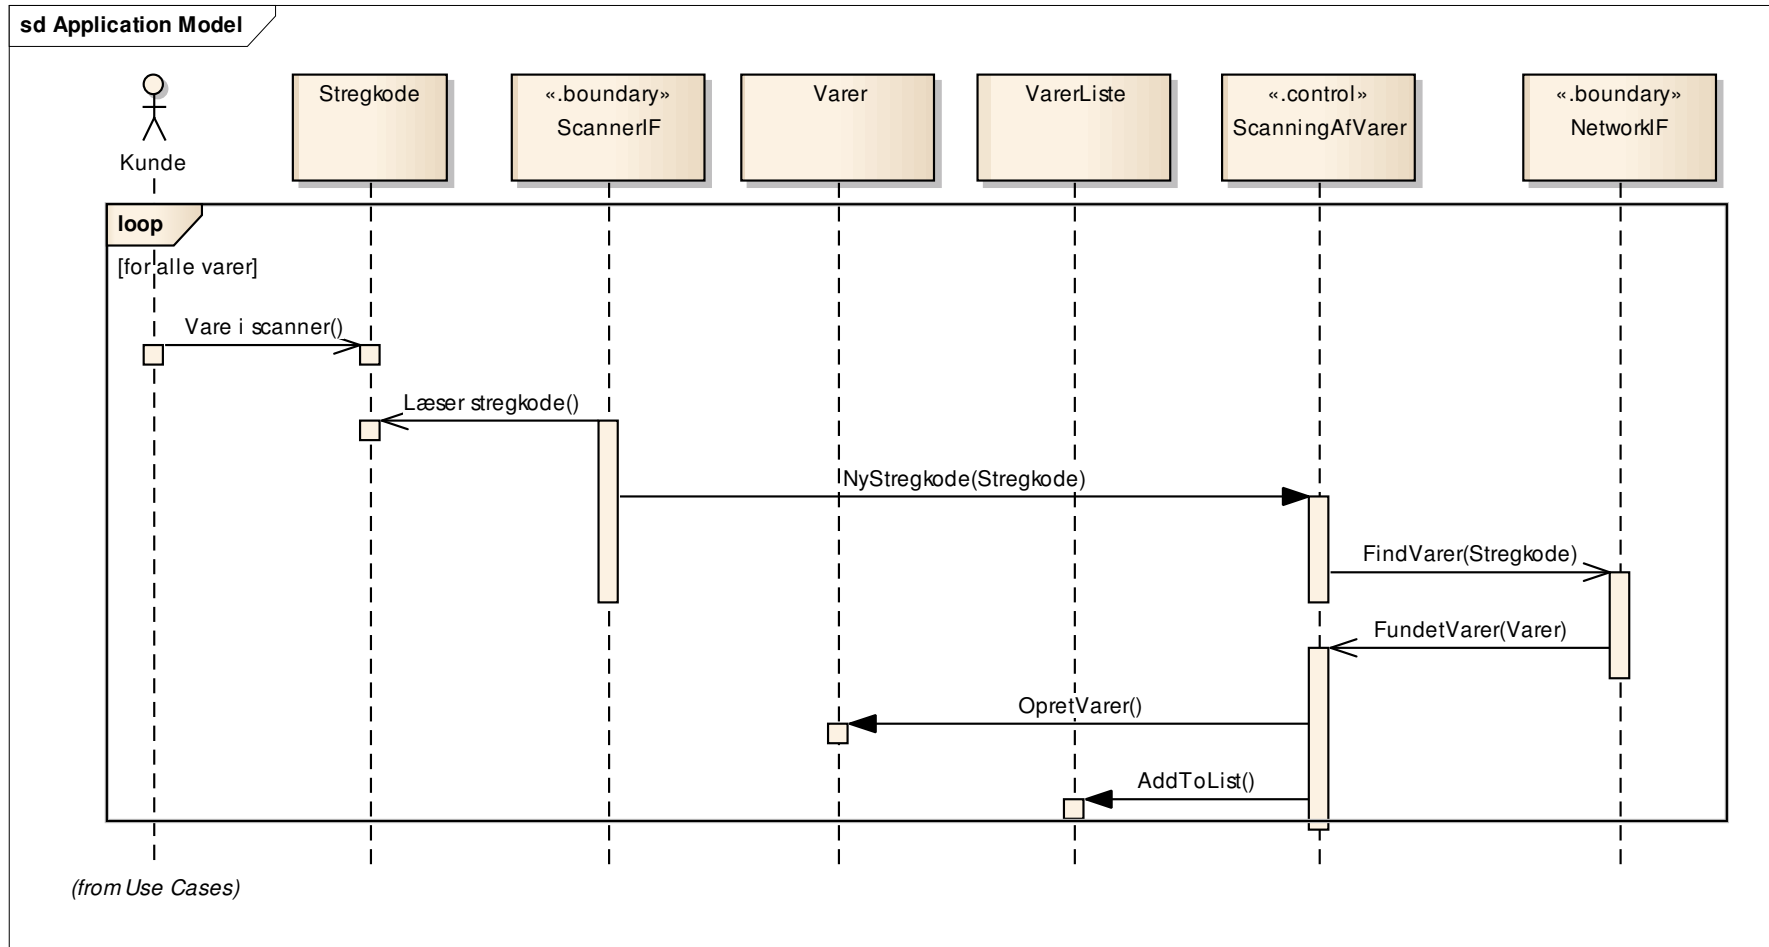 sd Application Model
Kunde
Stregkode
«.boundary»
ScannerIF
Varer
VarerListe
«.control»
ScanningAfVarer
«.boundary»
NetworkIF
loop
[for alle varer]
Vare i scanner()
Læser stregkode()
NyStregkode(Stregkode)
FindVarer(Stregkode)
FundetVarer(Varer)
OpretVarer()
AddToList()
(from Use Cases)